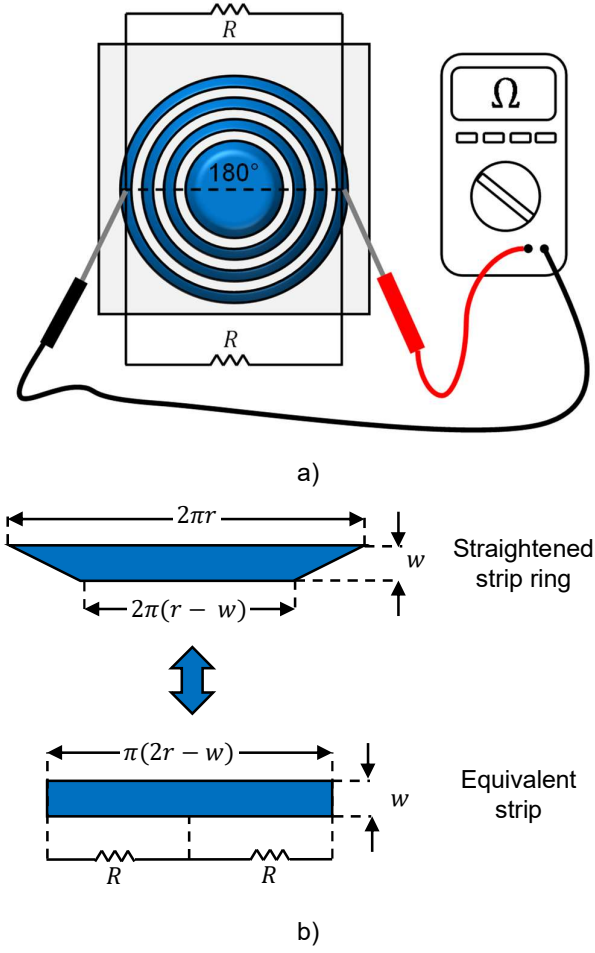 R
Ω
180°
R
a)
2πr
w
Straightened
strip ring
2π(r − w)
π(2r − w)
w
Equivalent
strip
R
R
b)